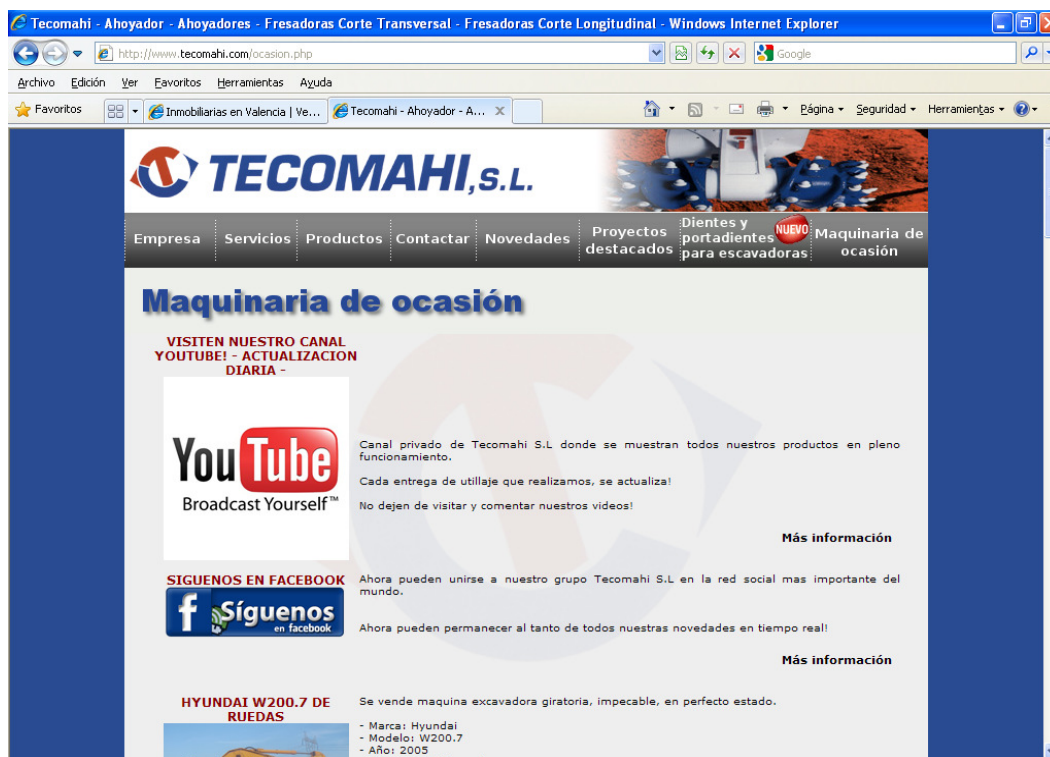 Tecomahi - Ahoyador - Ahoyadores - Fresadoras Corte Transversal - Fresadoras Corte Longitudinal - Windows Internet Explorer
http://www.tecomahi.com/ocasion.php
Google
Archivo Edición Ver Favoritos Herramientas Ayuda
Favoritos
Inmobiliarias en Valencia | Ve...
Tecomahi - Ahoyador - A...
Página
Seguridad
Herramientas
TECOMAHI,S.L.
Empresa
Servicios
Productos
Contactar
Novedades
Proyectos
destacados
Dientes y
portadientes
para escavadoras
NUEVO
Maquinaria de
ocasión
Maquinaria de ocasión
VISITEN NUESTRO CANAL
YOUTUBE! - ACTUALIZACION
DIARIA -
YouTube
Broadcast Yourself™
Canal privado de Tecomahi S.L donde se muestran todos nuestros productos en pleno
funcionamiento.
Cada entrega de utillaje que realizamos, se actualiza!
No dejen de visitar y comentar nuestros videos!
Más información
SIGUENOS EN FACEBOOK
f Síguenos
en facebook
Ahora pueden unirse a nuestro grupo Tecomahi S.L en la red social mas importante del
mundo.
Ahora pueden permanecer al tanto de todos nuestras novedades en tiempo real!
Más información
HYUNDAI W200.7 DE
RUEDAS
Se vende maquina excavadora giratoria, impecable, en perfecto estado.
- Marca: Hyundai
- Modelo: W200.7
- Año: 2005